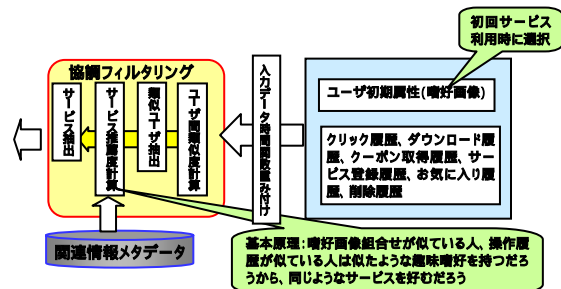 初回サービス
利用時に選択
協調フィルタリング
サービス抽出
サービス推薦度計算
類似ユーザ抽出
ユーザ間類似度計算
入力データ時間関数重み付け
ユーザ初期属性(嗜好画像)
クリック履歴、ダウンロード履
歴、クーポン取得履歴、サー
ビス登録履歴、お気に入り履
歴、削除履歴
関連情報メタデータ
基本原理:嗜好画像組合せが似ている人、操作履
歴が似ている人は似たような趣味嗜好を持つだろ
うから、同じようなサービスを好むだろう